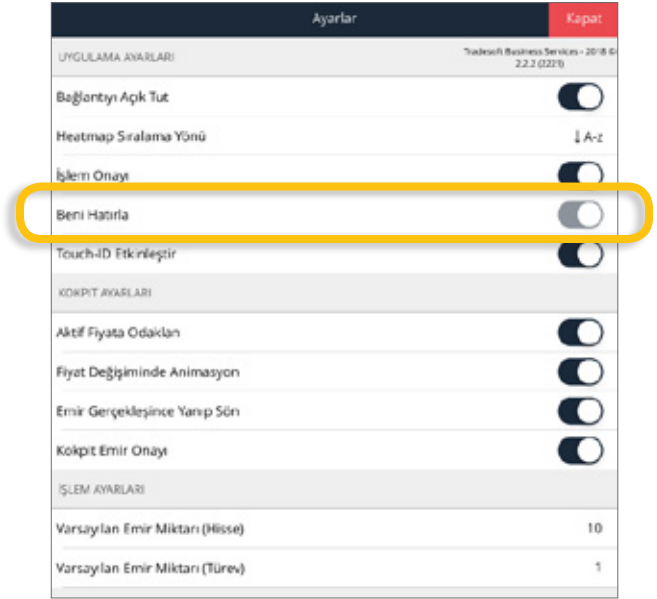 Ayarlar
Kapat
UYGULAMA AYARLARI
Tradesoft Business Services - 2018 ©
2.2.2 (2221)
Bağlantıyı Açık Tut
Heatmap Sıralama Yönü
↓ A-z
İşlem Onayı
Beni Hatırla
Touch-ID Etkinleştir
KOKPIT AYARLARI
Aktif Fiyata Odaklan
Fiyat Değişiminde Animasyon
Emir Gerçekleşince Yanıp Sön
Kokpit Emir Onayı
İŞLEM AYARLARI
Varsayılan Emir Miktarı (Hisse)
10
Varsayılan Emir Miktarı (Türev)
1